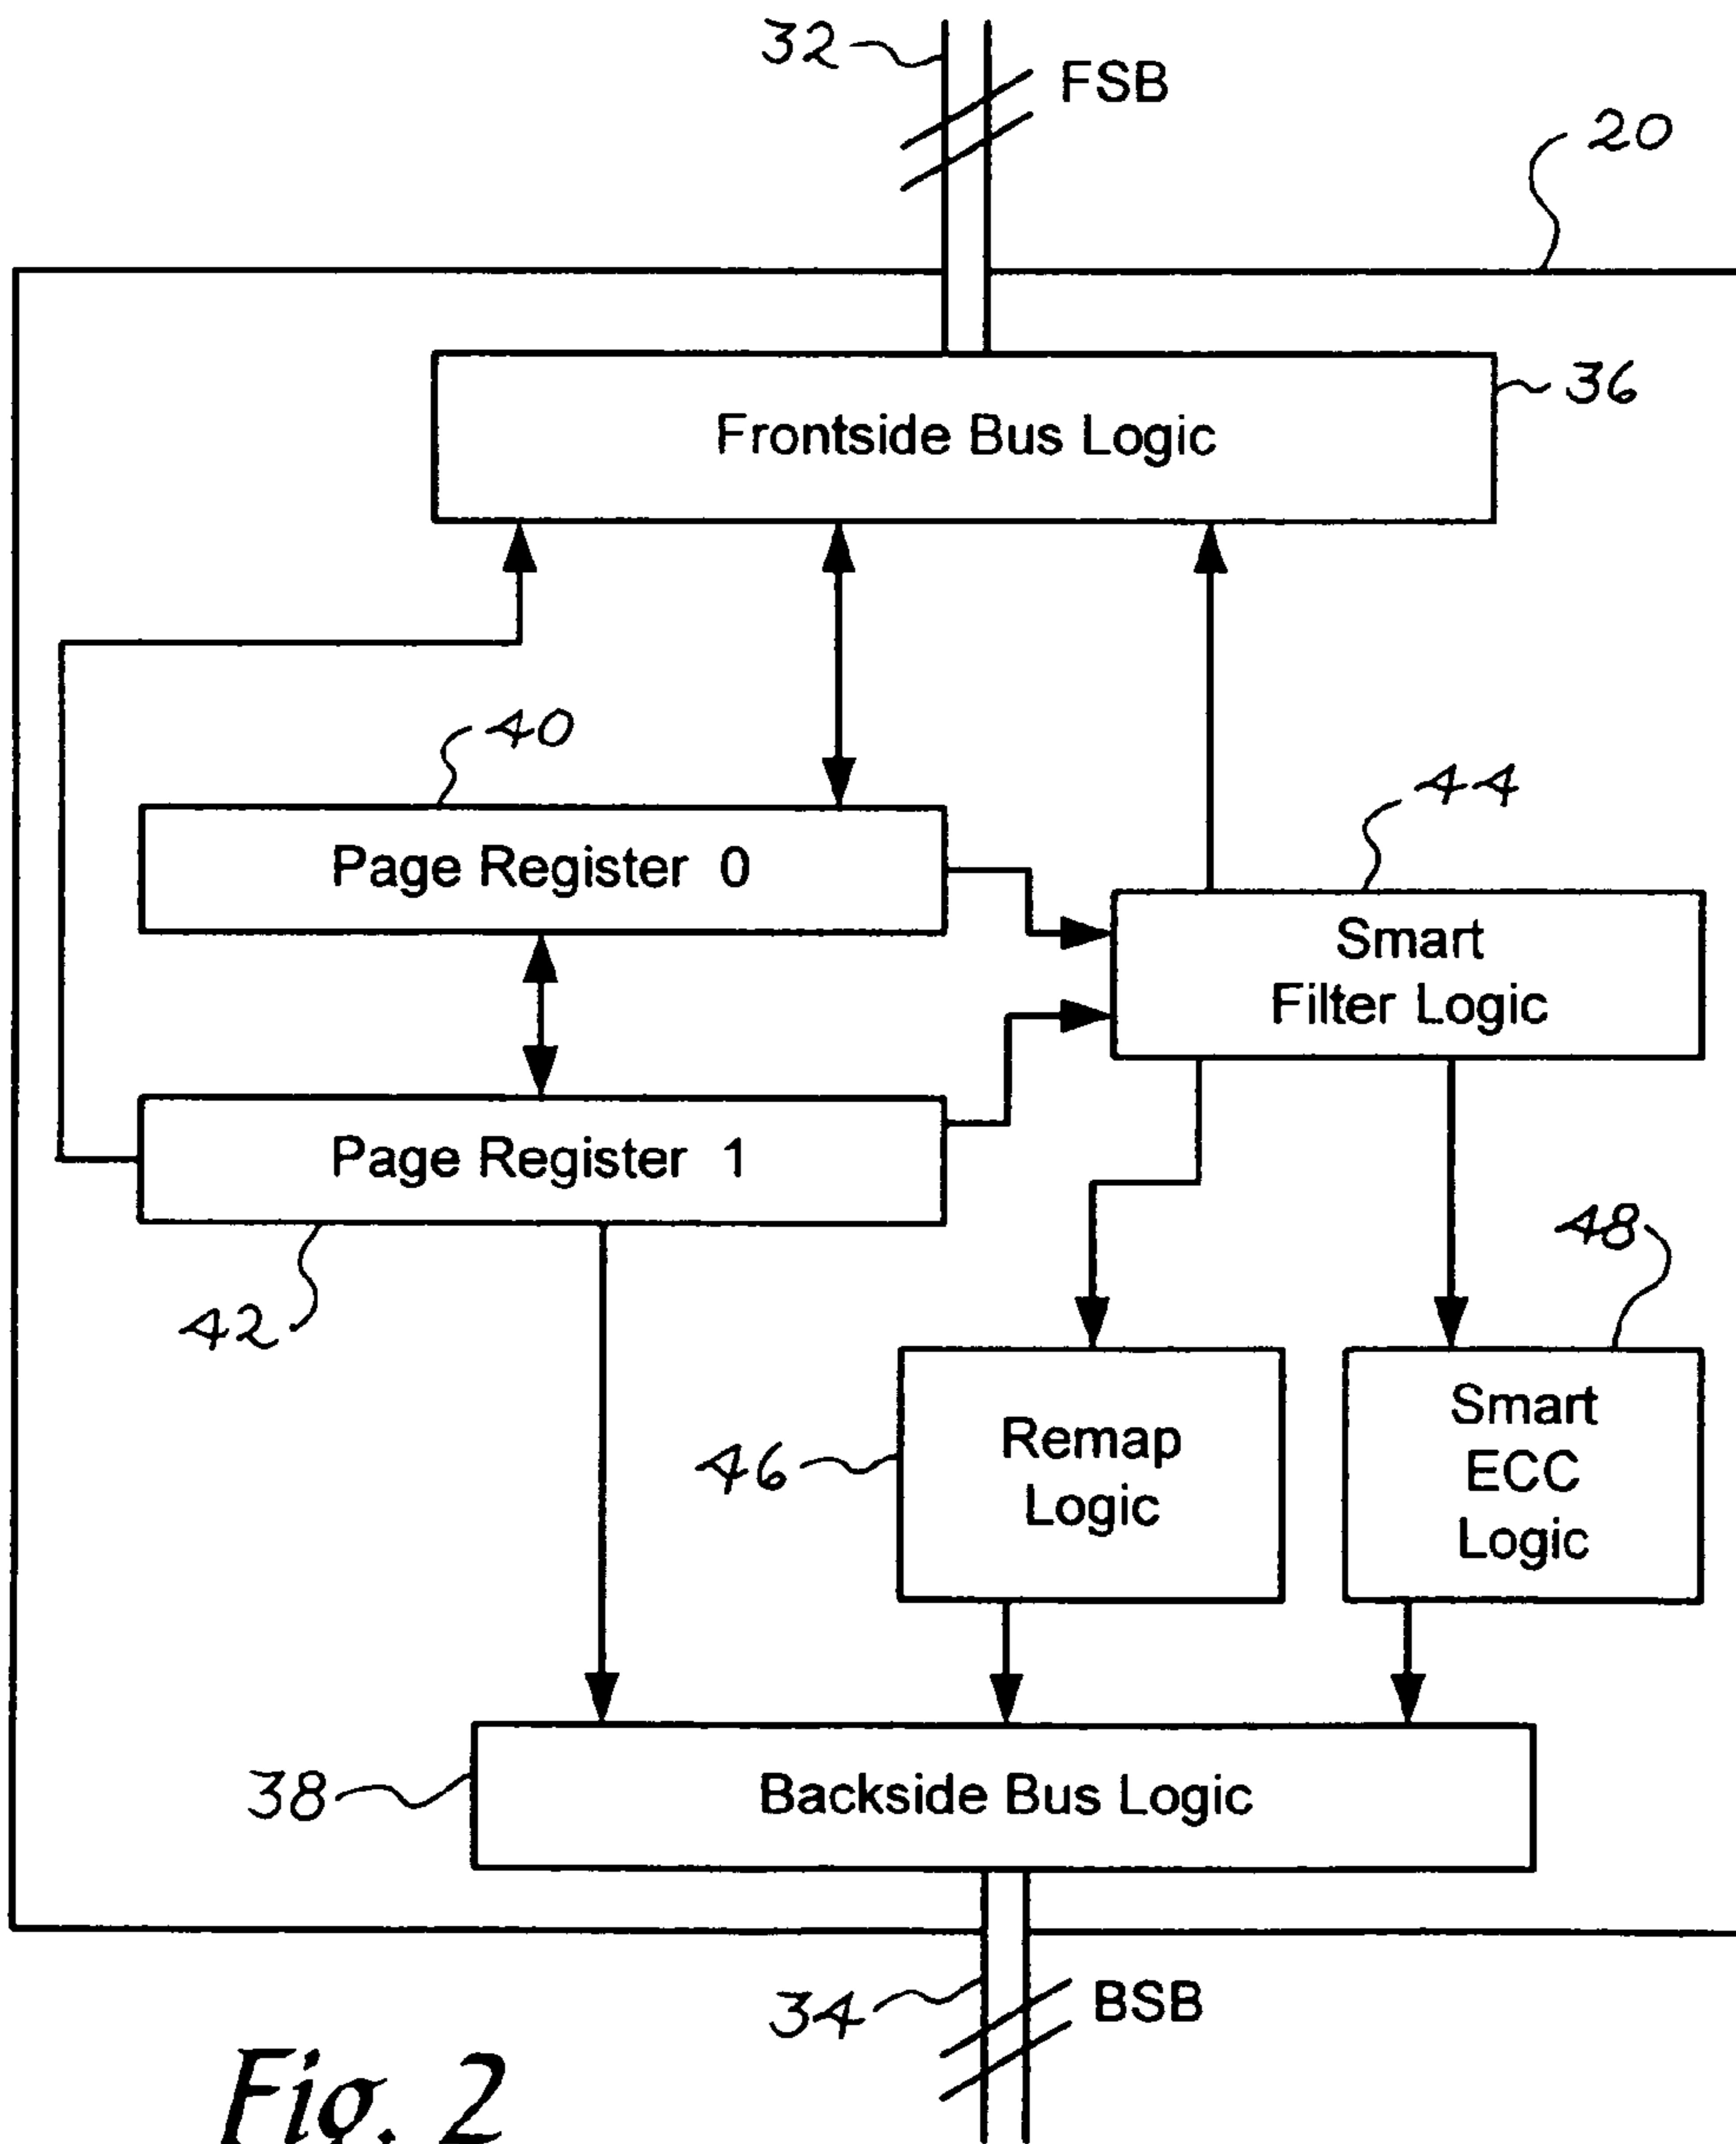 32
FSB
20
36
Frontside Bus Logic
40
44
Page Register 0
Smart
Filter Logic
Page Register 1
48
42
Smart
ECC
Logic
Remap
Logic
46
38
Backside Bus Logic
34
BSB
Fig. 2